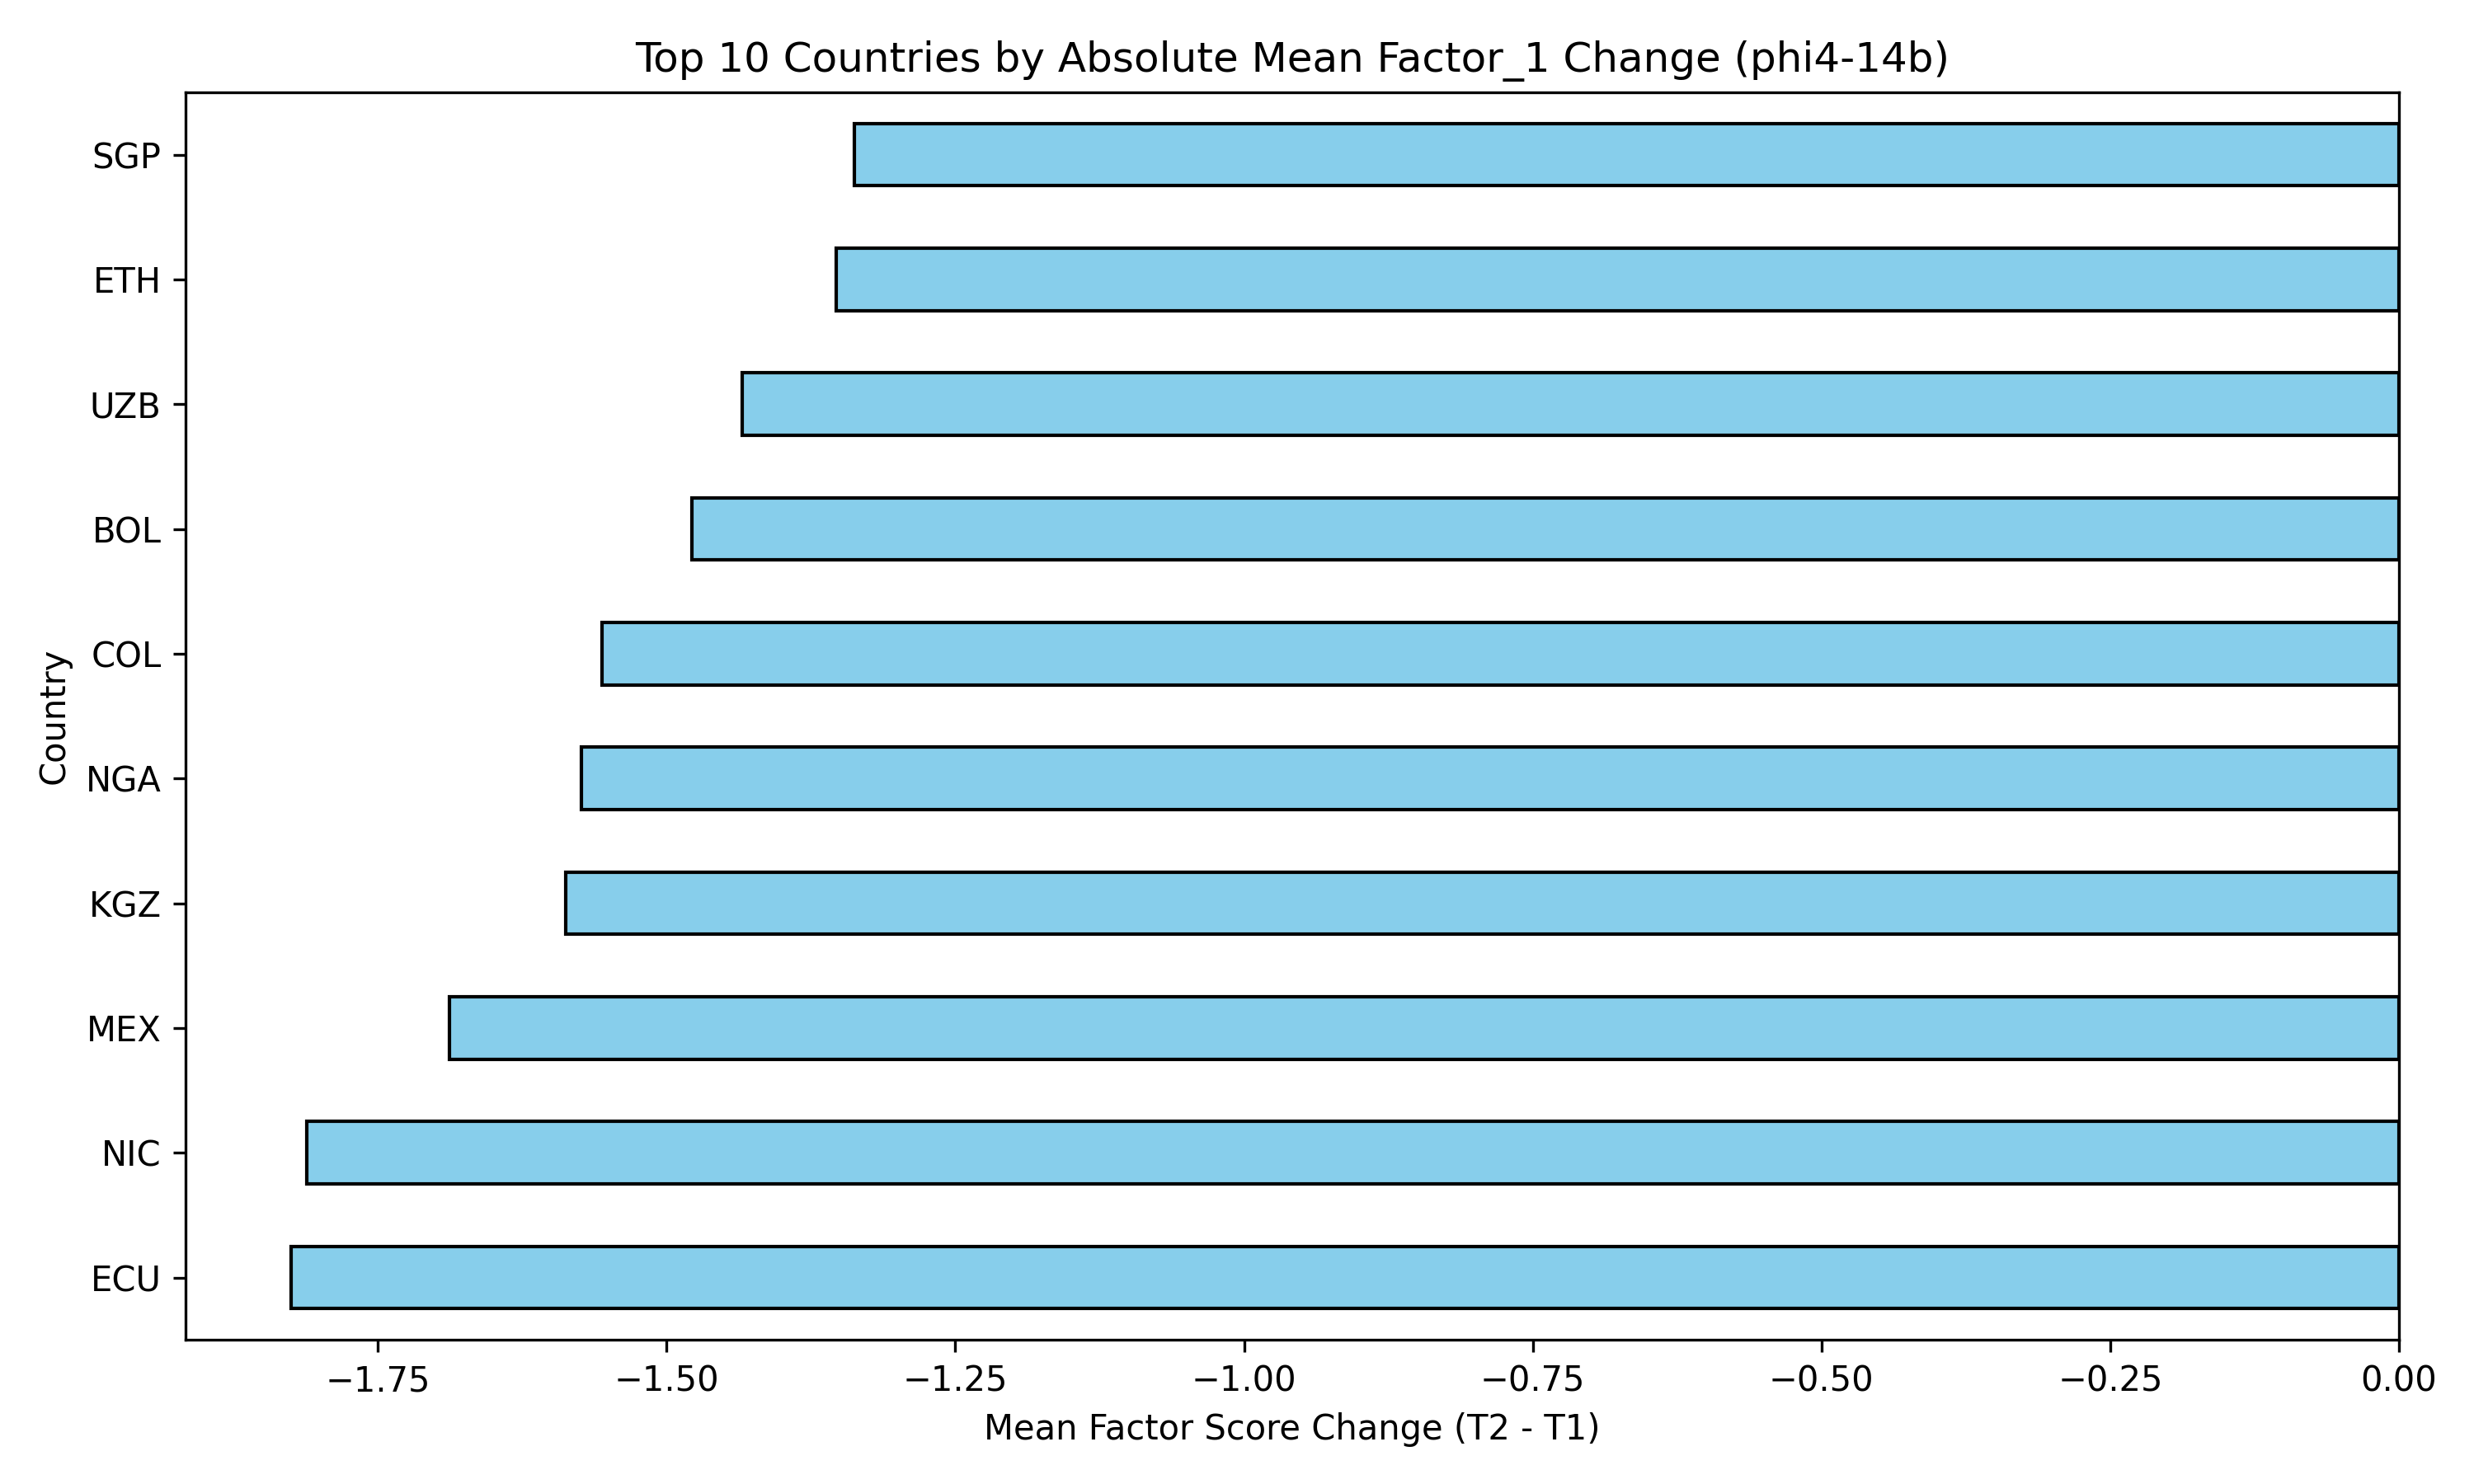 Top 10 Countries by Absolute Mean Factor_1 Change (phi4-14b)
SGP
ETH
UZB
BOL
COL
NGA
KGZ
MEX
NIC
ECU
Country
−1.75 −1.50 −1.25 −1.00 −0.75 −0.50 −0.25 0.00
Mean Factor Score Change (T2 - T1)